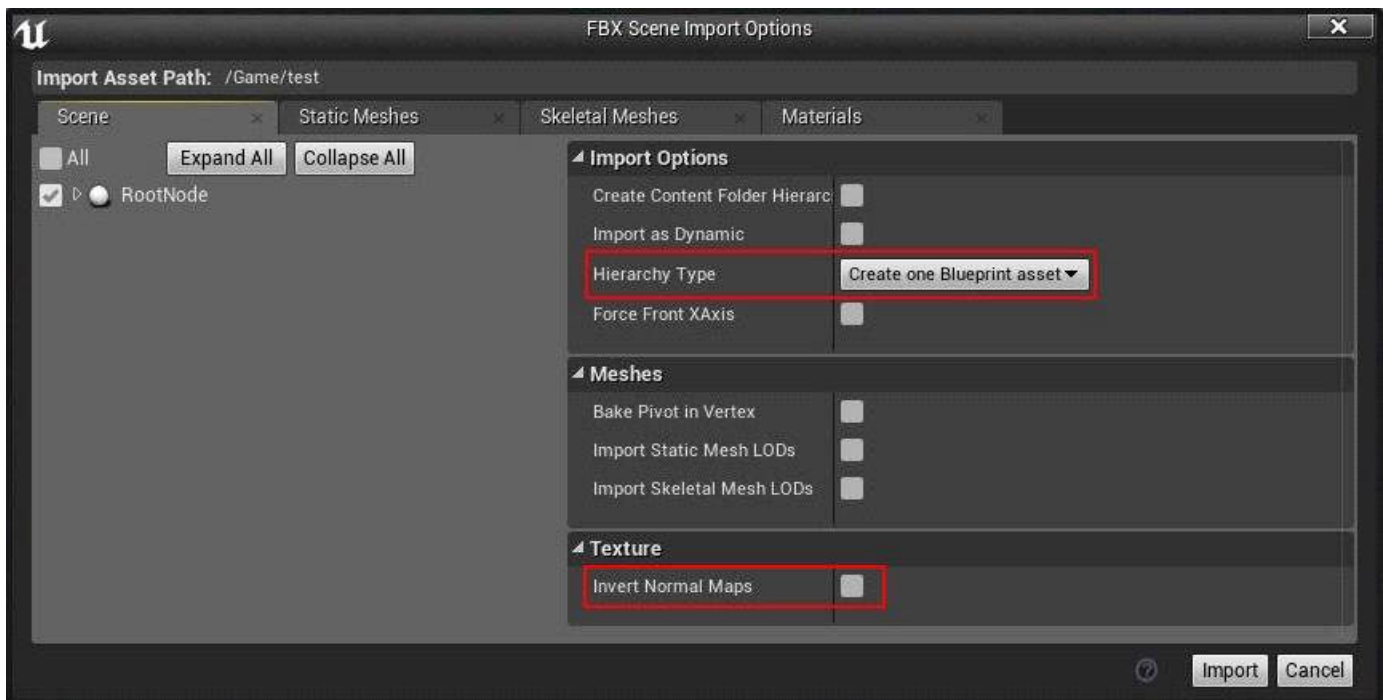 FBX Scene Import Options
Import Asset Path: /Game/test
Scene Static Meshes Skeletal Meshes Materials
All Expand All Collapse All
RootNode
Import Options
Create Content Folder Hierarc
Import as Dynamic
Hierarchy Type Create one Blueprint asset
Force Front XAxis
Meshes
Bake Pivot in Vertex
Import Static Mesh LODs
Import Skeletal Mesh LODs
Texture
Invert Normal Maps
Import Cancel